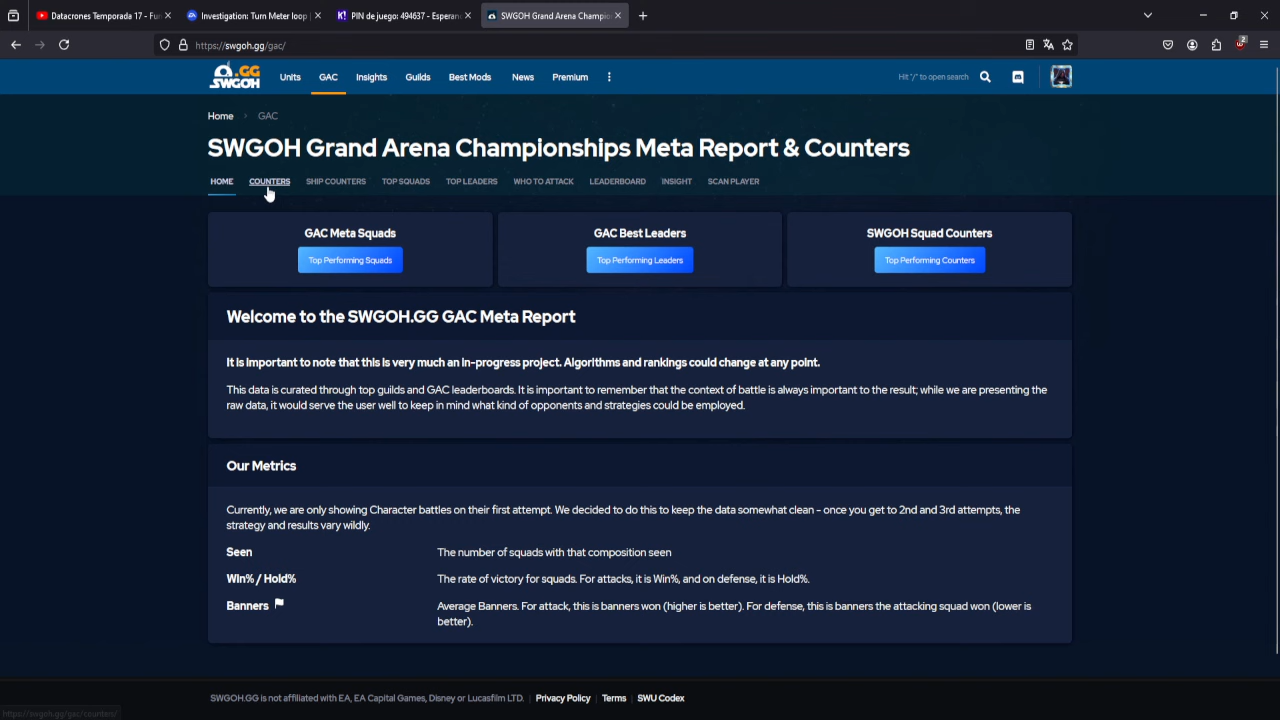 Datacrones Temporada 17 - Fu
Investigation: Turn Meter loop
PIN de juego: 494637 - Esperan
SWGOH Grand Arena Champio
https://swgoh.gg/gac/
2
.GG
SWGOH
Units
GAC
Insights
Guilds
Best Mods
News
Premium
Hit "/" to open search
Home
GAC
SWGOH Grand Arena Championships Meta Report & Counters
HOME
COUNTERS
SHIP COUNTERS
TOP SQUADS
TOP LEADERS
WHO TO ATTACK
LEADERBOARD
INSIGHT
SCAN PLAYER
GAC Meta Squads
Top Performing Squads
GAC Best Leaders
Top Performing Leaders
SWGOH Squad Counters
Top Performing Counters
Welcome to the SWGOH.GG GAC Meta Report
It is important to note that this is very much an in-progress project. Algorithms and rankings could change at any point.
This data is curated through top guilds and GAC leaderboards. It is important to remember that the context of battle is always important to the result; while we are presenting the
raw data, it would serve the user well to keep in mind what kind of opponents and strategies could be employed.
Our Metrics
Currently, we are only showing Character battles on their first attempt. We decided to do this to keep the data somewhat clean - once you get to 2nd and 3rd attempts, the
strategy and results vary wildly.
Seen
The number of squads with that composition seen
Win% / Hold%
The rate of victory for squads. For attacks, it is Win%, and on defense, it is Hold%.
Banners
Average Banners. For attack, this is banners won (higher is better). For defense, this is banners the attacking squad won (lower is
better).
SWGOH.GG is not affiliated with EA, EA Capital Games, Disney or Lucasfilm LTD.
Privacy Policy
Terms
SWU Codex
https://swgoh.gg/gac/counters/